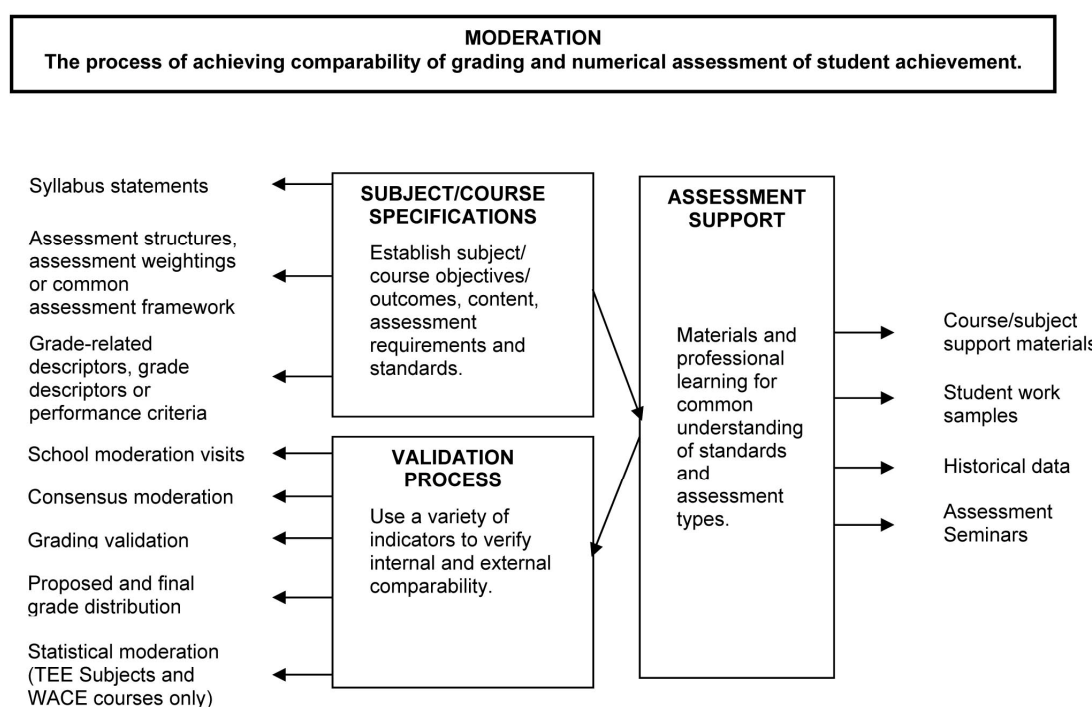 MODERATION
The process of achieving comparability of grading and numerical assessment of student achievement.
Syllabus statements
Assessment structures,
assessment weightings
or common
assessment framework
Grade-related
descriptors, grade
descriptors or
performance criteria
School moderation visits
Consensus moderation
Grading validation
Proposed and final
grade distribution
Statistical moderation
(TEE Subjects and
WACE courses only)
SUBJECT/COURSE
SPECIFICATIONS
Establish subject/
course objectives/
outcomes, content,
assessment
requirements and
standards.
VALIDATION
PROCESS
Use a variety of
indicators to verify
internal and external
comparability.
ASSESSMENT
SUPPORT
Materials and
professional
learning for
common
understanding
of standards
and
assessment
types.
Course/subject
support materials
Student work
samples
Historical data
Assessment
Seminars